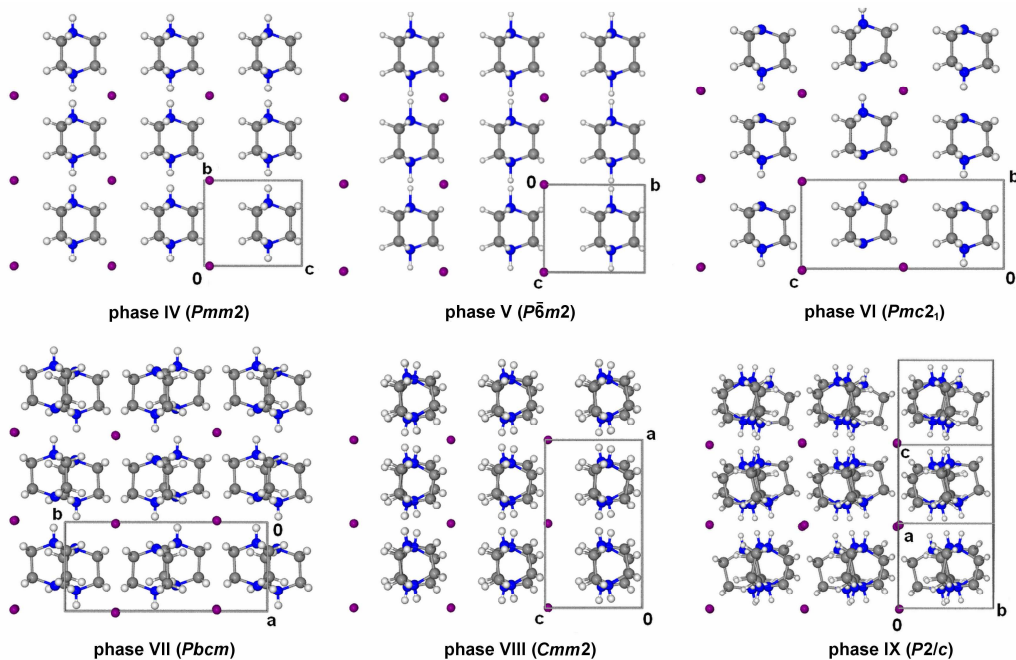 b
0
c
phase IV (Pmm2)
0
b
c
phase V (P6̄m2)
b
c
0
phase VI (Pmc2₁)
b
0
a
phase VII (Pbcm)
a
c
0
phase VIII (Cmm2)
c
a
0
b
phase IX (P2/c)